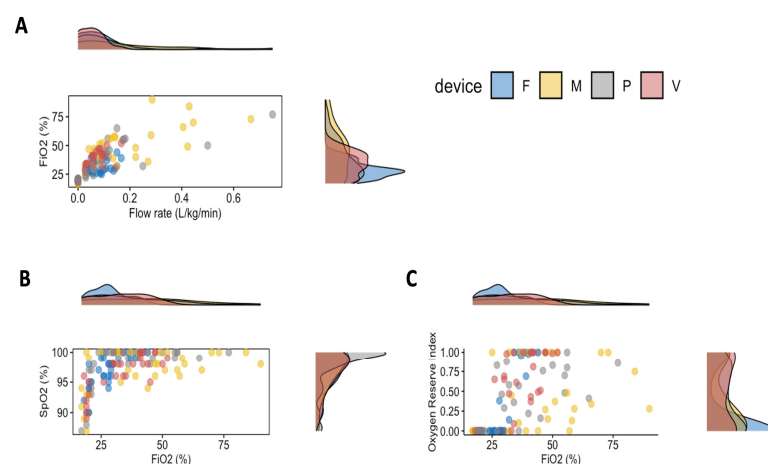 A
device F M P V
FiO2 (%)
75
50
25
0.0 0.2 0.4 0.6
Flow rate (L/kg/min)
B
SpO2 (%)
100
95
90
25 50 75
FiO2 (%)
C
Oxygen Reserve Index
1.00
0.75
0.50
0.25
0.00
25 50 75
FiO2 (%)